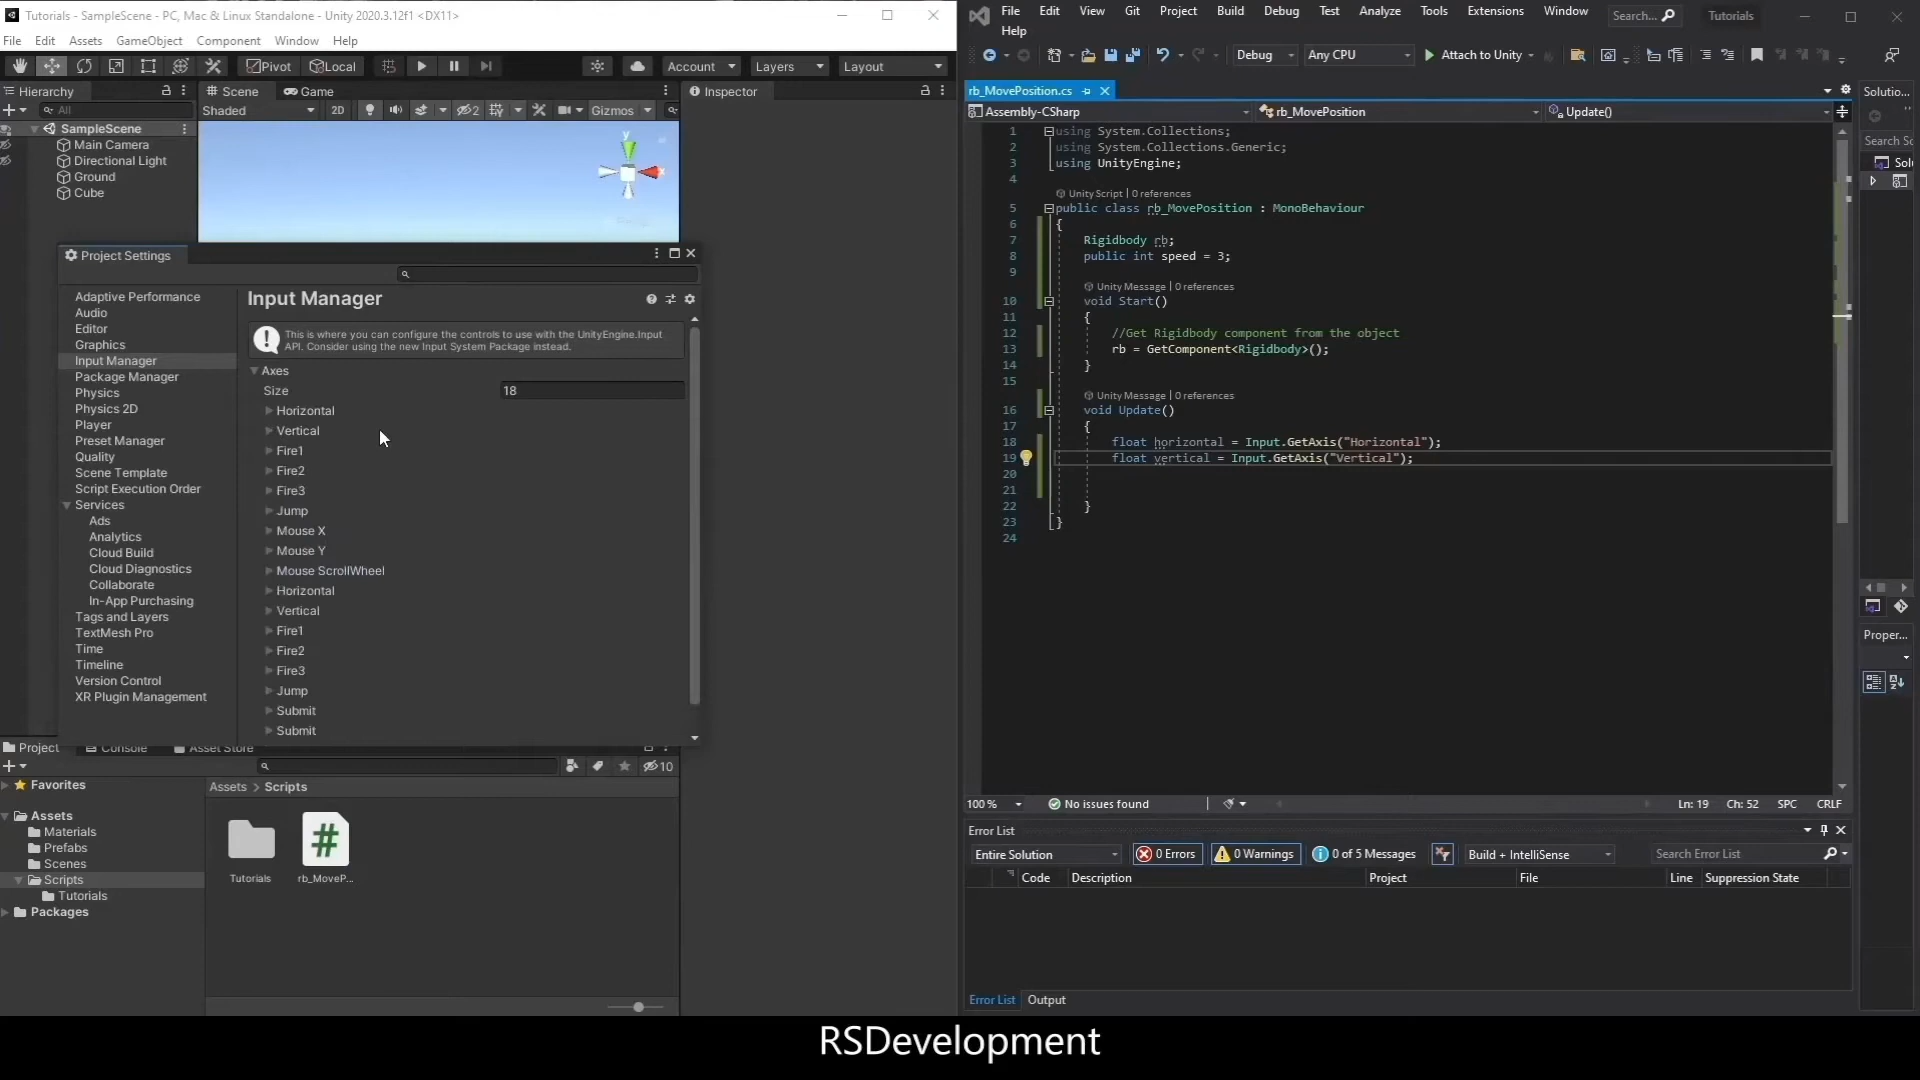 Tutorials - SampleScene - PC, Mac & Linux Standalone - Unity 2020.3.12f1 <DX11>
File Edit Assets GameObject Component Window Help
Pivot Local Account Layers Layout
Hierarchy
All
SampleScene
Main Camera
Directional Light
Ground
Cube
Scene Game
Shaded 2D 2 Gizmos
y
x
Inspector
Project Settings
Adaptive Performance
Audio
Editor
Graphics
Input Manager
Package Manager
Physics
Physics 2D
Player
Preset Manager
Quality
Scene Template
Script Execution Order
Services
Ads
Analytics
Cloud Build
Cloud Diagnostics
Collaborate
In-App Purchasing
Tags and Layers
TextMesh Pro
Time
Timeline
Version Control
XR Plugin Management
Input Manager
This is where you can configure the controls to use with the UnityEngine.Input
API. Consider using the new Input System Package instead.
Axes
Size 18
Horizontal
Vertical
Fire1
Fire2
Fire3
Jump
Mouse X
Mouse Y
Mouse ScrollWheel
Horizontal
Vertical
Fire1
Fire2
Fire3
Jump
Submit
Submit
Project Console Asset Store
10
Favorites
Assets
Materials
Prefabs
Scenes
Scripts
Tutorials
Packages
Assets > Scripts
Tutorials
rb_MoveP...
File Edit View Git Project Build Debug Test Analyze Tools Extensions Window
Help
Search... Tutorials
Debug Any CPU Attach to Unity
rb_MovePosition.cs
Assembly-CSharp rb_MovePosition Update()
1 using System.Collections;
2 using System.Collections.Generic;
3 using UnityEngine;
4
Unity Script | 0 references
5 public class rb_MovePosition : MonoBehaviour
6 {
7 Rigidbody rb;
8 public int speed = 3;
9
Unity Message | 0 references
10 void Start()
11 {
12 //Get Rigidbody component from the object
13 rb = GetComponent<Rigidbody>();
14 }
15
Unity Message | 0 references
16 void Update()
17 {
18 float horizontal = Input.GetAxis("Horizontal");
19 float vertical = Input.GetAxis("Vertical");
20
21
22 }
23 }
24
100 % No issues found Ln: 19 Ch: 52 SPC CRLF
Error List
Entire Solution 0 Errors 0 Warnings 0 of 5 Messages Build + IntelliSense Search Error List
Code Description Project File Line Suppression State
Error List Output
Solutio...
Search So
Sol
Proper...
RSDevelopment